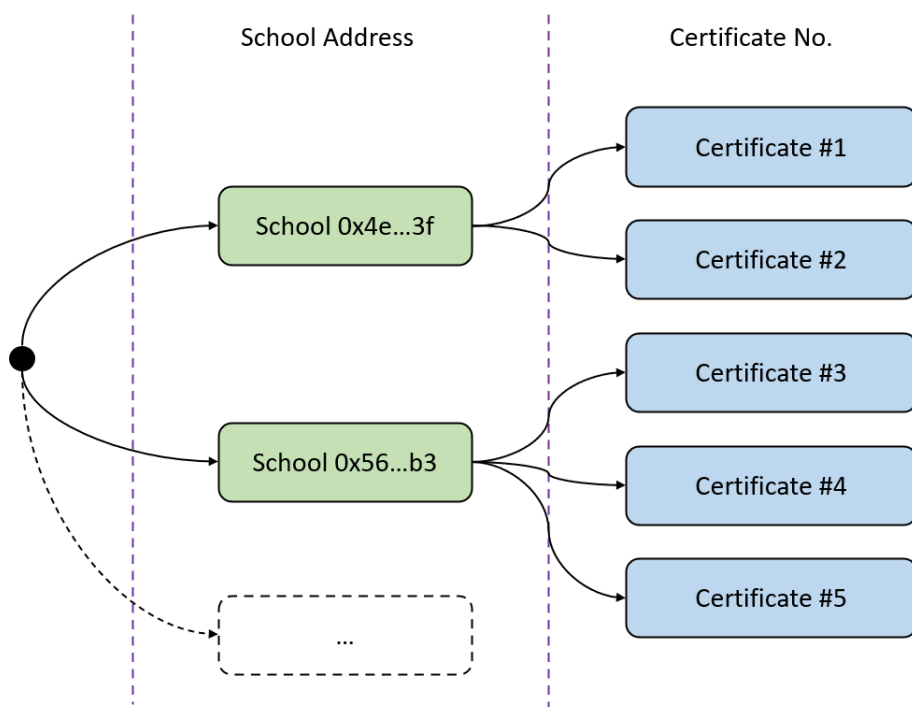 School Address
Certificate No.
Certificate #1
School 0x4e...3f
Certificate #2
Certificate #3
School 0x56...b3
Certificate #4
Certificate #5
...